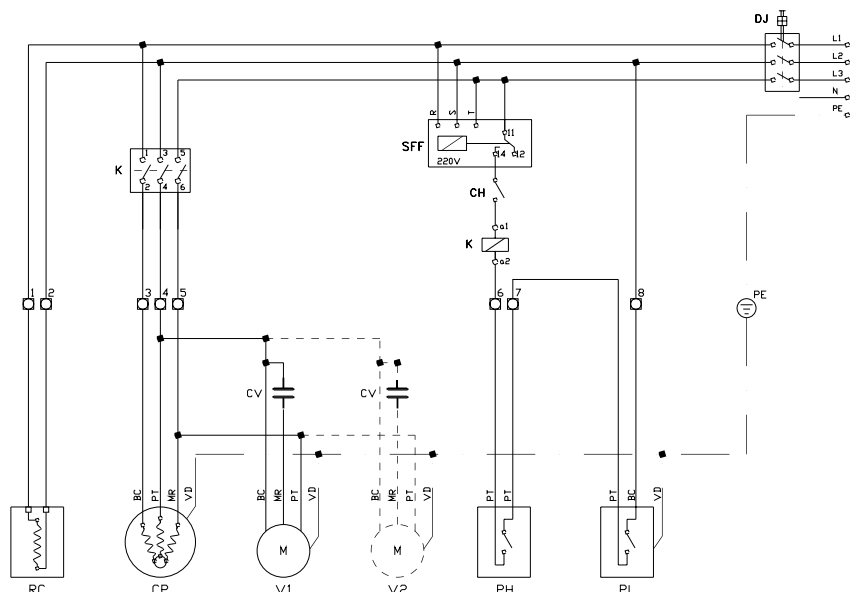 DJ
L1
L2
L3
N
PE
R S T
11
SFF
14 12
220V
1 3 5
K
2 4 6
CH
a1
K
a2
1 2 3 4 5 6 7 8
PE
CV CV
BC PT MR VD BC MR PT VD BC MR PT VD PT PT PT BC VD
M M
RC CP V1 V2 PH PL